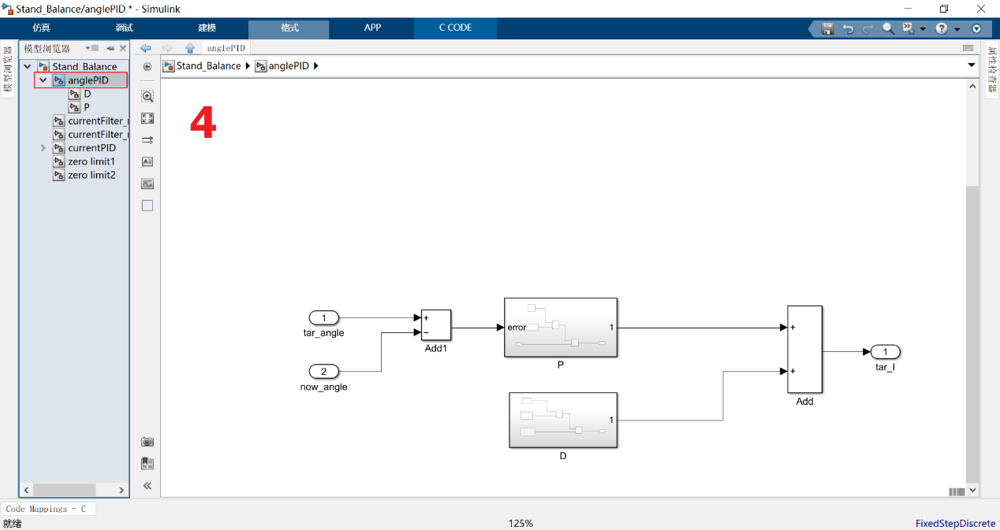 Stand_Balance/anglePID * - Simulink
仿真 调试 建模 格式 APP C CODE
模型浏览器
模型浏览器
anglePID
属性检查器
Stand_Balance
anglePID
D
P
currentFilter_
currentFilter_
currentPID
zero limit1
zero limit2
Stand_Balance anglePID
4
1
tar_angle
2
now_angle
+
−
Add1
error 1
P
1
D
+
+
Add
1
tar_I
Code Mappings - C
就绪 125% FixedStepDiscrete